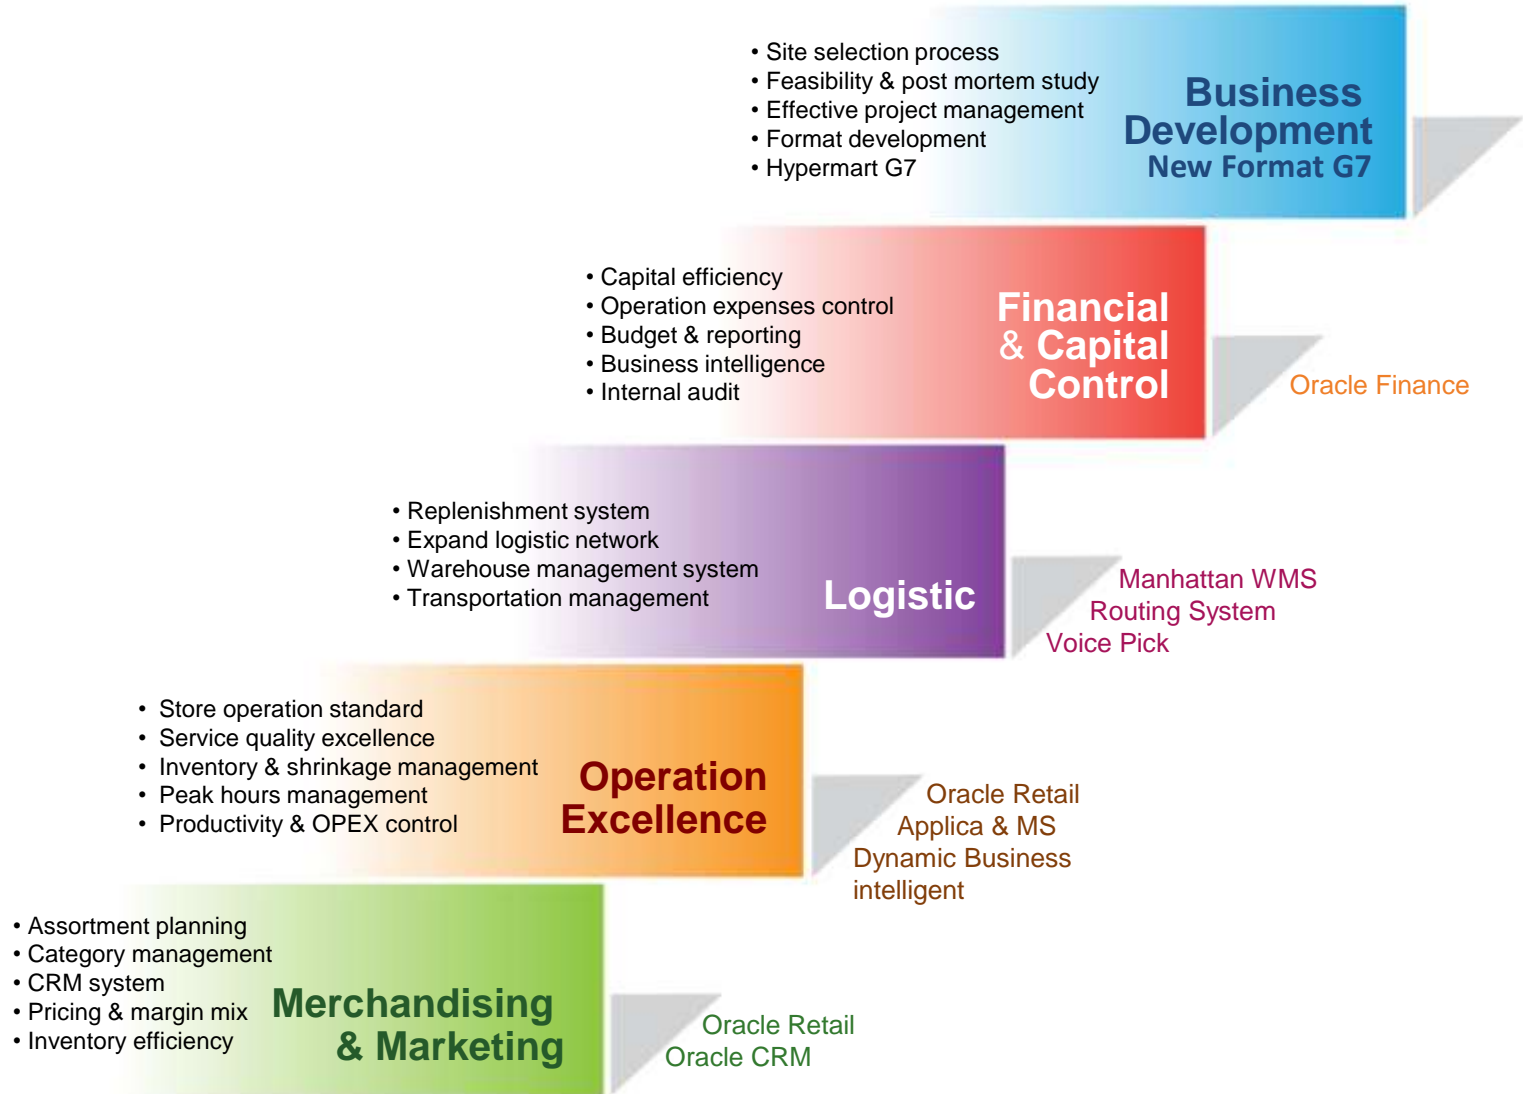 • Site selection process
• Feasibility & post mortem study
• Effective project management
• Format development
• Hypermart G7
Business
Development
New Format G7
• Capital efficiency
• Operation expenses control
• Budget & reporting
• Business intelligence
• Internal audit
Financial
& Capital
Control
Oracle Finance
• Replenishment system
• Expand logistic network
• Warehouse management system
• Transportation management
Logistic
Manhattan WMS
Routing System
Voice Pick
• Store operation standard
• Service quality excellence
• Inventory & shrinkage management
• Peak hours management
• Productivity & OPEX control
Operation
Excellence
Oracle Retail
Applica & MS
Dynamic Business
intelligent
• Assortment planning
• Category management
• CRM system
• Pricing & margin mix
• Inventory efficiency
Merchandising
& Marketing
Oracle Retail
Oracle CRM